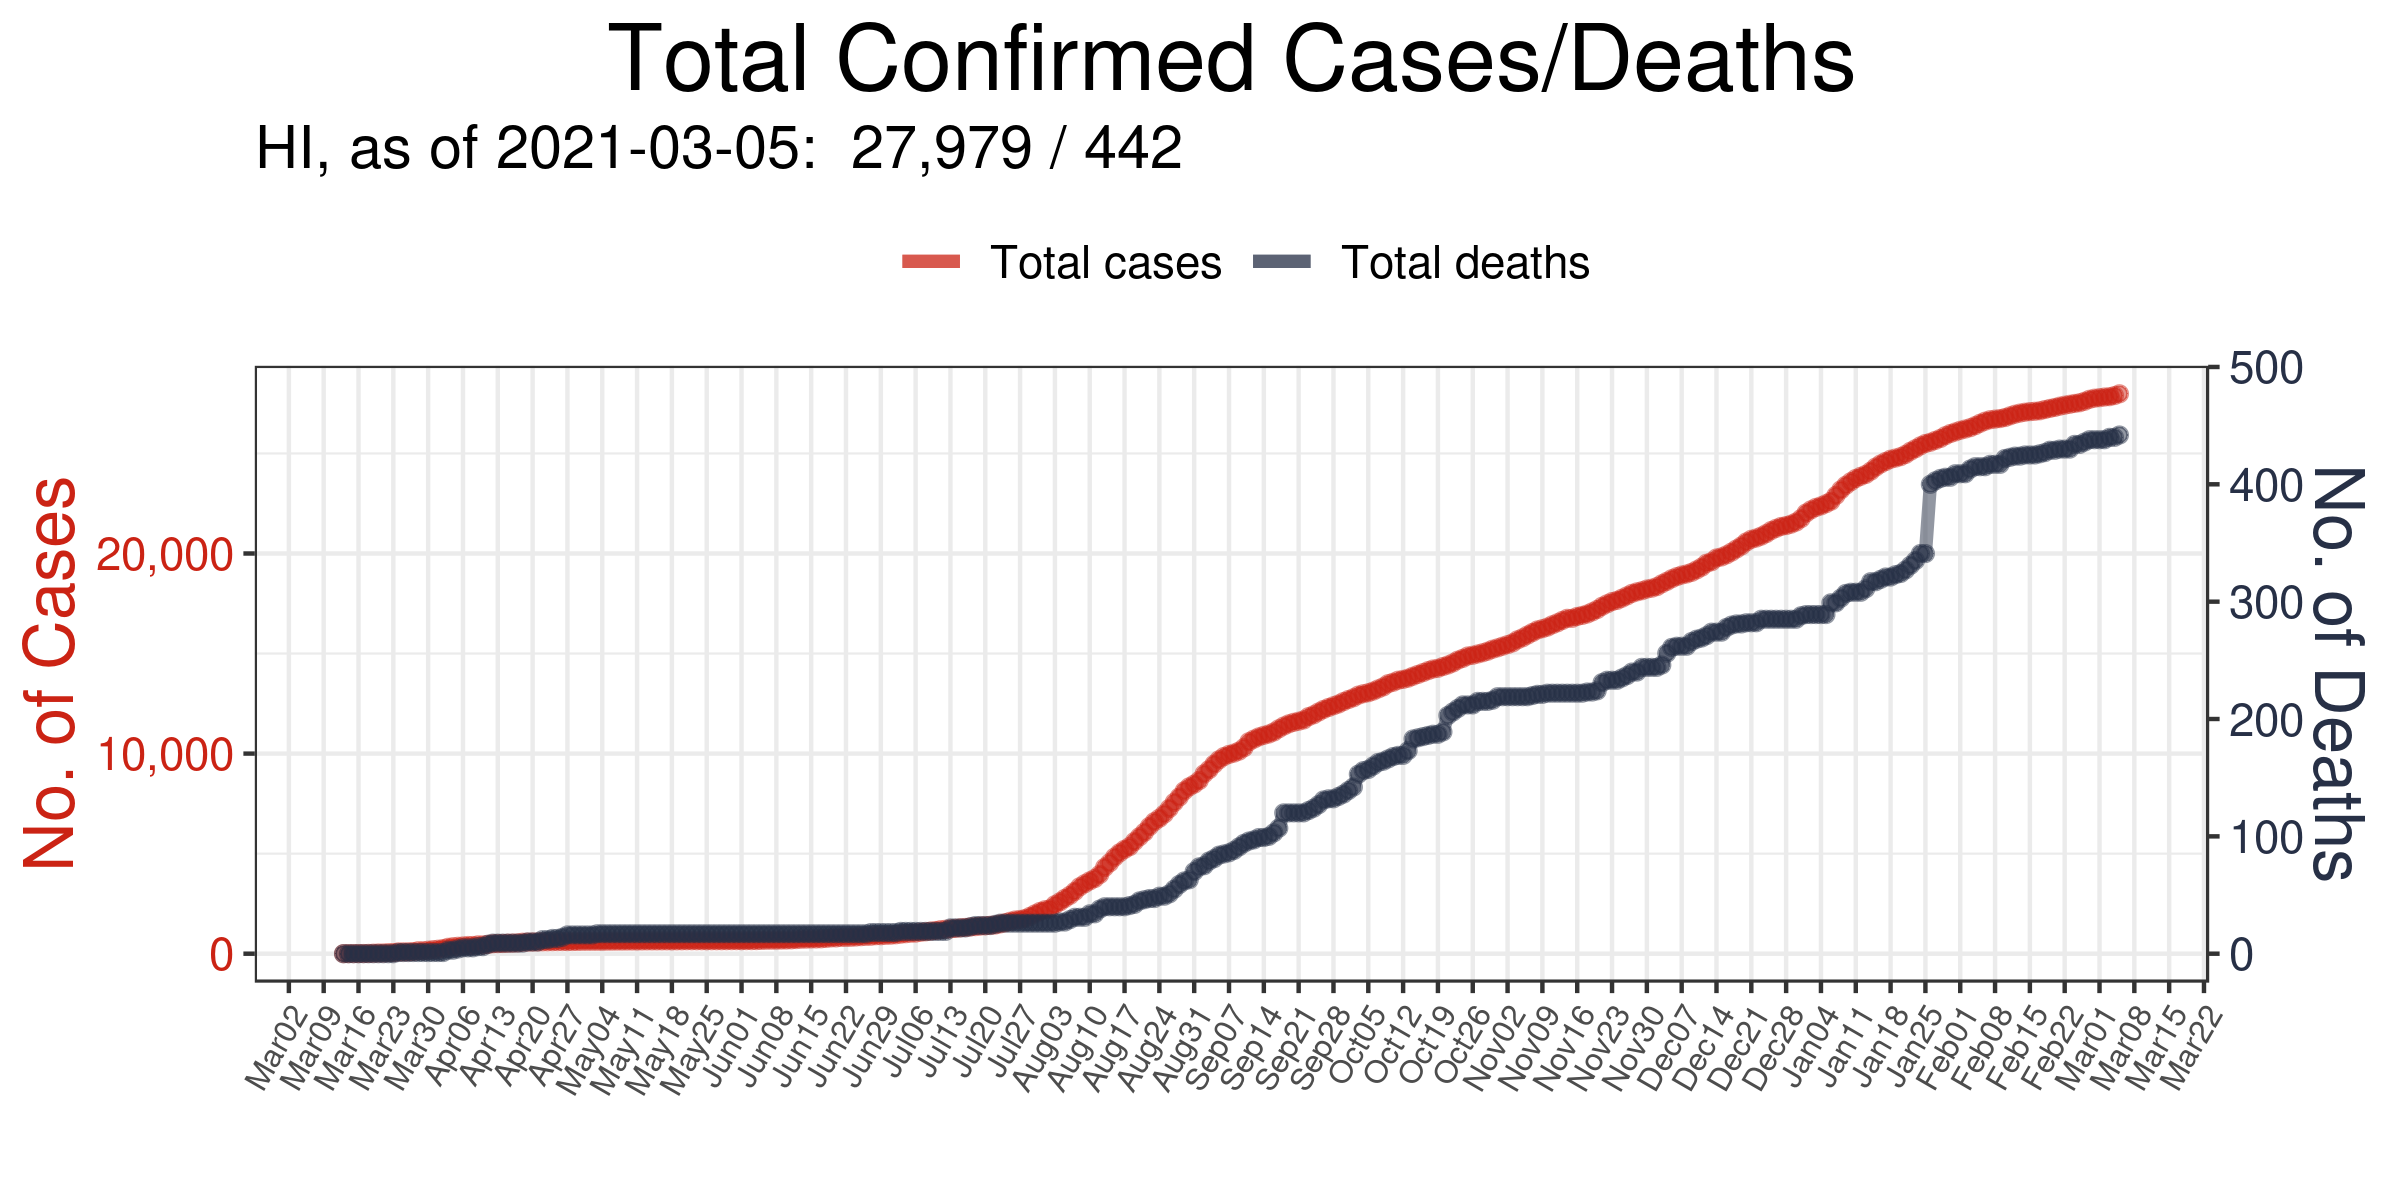 Total Confirmed Cases/Deaths
HI, as of 2021-03-05: 27,979 / 442
Total cases
Total deaths
No. of Cases
20,000
10,000
0
500
400
300
200
100
0
No. of Deaths
Mar02
Mar09
Mar16
Mar23
Mar30
Apr06
Apr13
Apr20
Apr27
May04
May11
May18
May25
Jun01
Jun08
Jun15
Jun22
Jun29
Jul06
Jul13
Jul20
Jul27
Aug03
Aug10
Aug17
Aug24
Aug31
Sep07
Sep14
Sep21
Sep28
Oct05
Oct12
Oct19
Oct26
Nov02
Nov09
Nov16
Nov23
Nov30
Dec07
Dec14
Dec21
Dec28
Jan04
Jan11
Jan18
Jan25
Feb01
Feb08
Feb15
Feb22
Mar01
Mar08
Mar15
Mar22